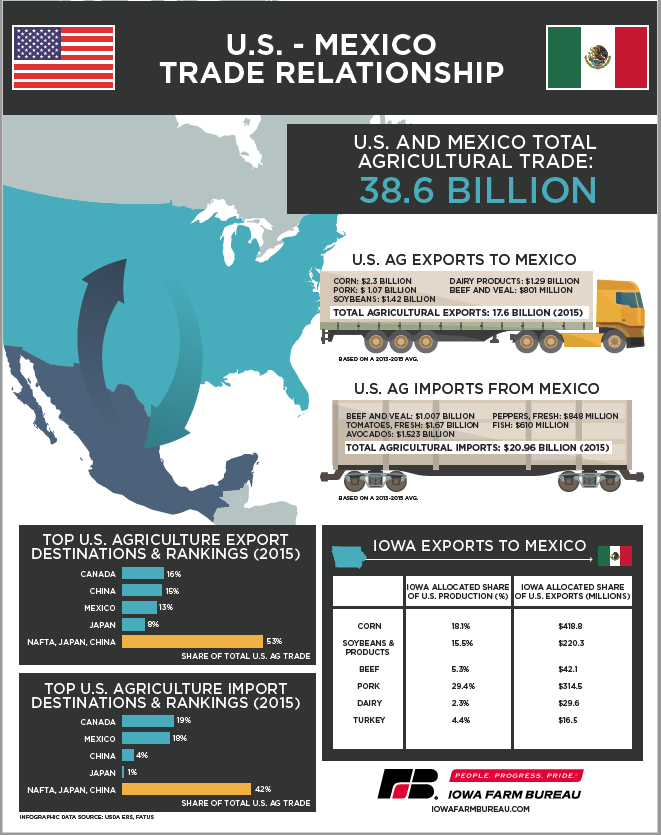 U.S. - MEXICO
TRADE RELATIONSHIP
U.S. AND MEXICO TOTAL
AGRICULTURAL TRADE:
38.6 BILLION
U.S. AG EXPORTS TO MEXICO
CORN: $2.3 BILLION
PORK: $ 1.07 BILLION
SOYBEANS: $1.42 BILLION
DAIRY PRODUCTS: $1.29 BILLION
BEEF AND VEAL: $801 MILLION
TOTAL AGRICULTURAL EXPORTS: 17.6 BILLION (2015)
BASED ON A 2013-2015 AVG.
U.S. AG IMPORTS FROM MEXICO
BEEF AND VEAL: $1.007 BILLION
TOMATOES, FRESH: $1.67 BILLION
AVOCADOS: $1.523 BILLION
PEPPERS, FRESH: $848 MILLION
FISH: $610 MILLION
TOTAL AGRICULTURAL IMPORTS: $20.96 BILLION (2015)
BASED ON A 2013-2015 AVG.
TOP U.S. AGRICULTURE EXPORT
DESTINATIONS & RANKINGS (2015)
CANADA 16%
CHINA 15%
MEXICO 13%
JAPAN 8%
NAFTA, JAPAN, CHINA 53%
SHARE OF TOTAL U.S. AG TRADE
TOP U.S. AGRICULTURE IMPORT
DESTINATIONS & RANKINGS (2015)
CANADA 19%
MEXICO 18%
CHINA 4%
JAPAN 1%
NAFTA, JAPAN, CHINA 42%
SHARE OF TOTAL U.S. AG TRADE
INFOGRAPHIC DATA SOURCE: USDA ERS, FATUS
IOWA EXPORTS TO MEXICO
IOWA ALLOCATED SHARE
OF U.S. PRODUCTION (%)
IOWA ALLOCATED SHARE
OF U.S. EXPORTS (MILLIONS)
CORN 18.1% $418.8
SOYBEANS & 15.5% $220.3
PRODUCTS
BEEF 5.3% $42.1
PORK 29.4% $314.5
DAIRY 2.3% $29.6
TURKEY 4.4% $16.5
FB
PEOPLE. PROGRESS. PRIDE.®
IOWA FARM BUREAU
IOWAFARMBUREAU.COM